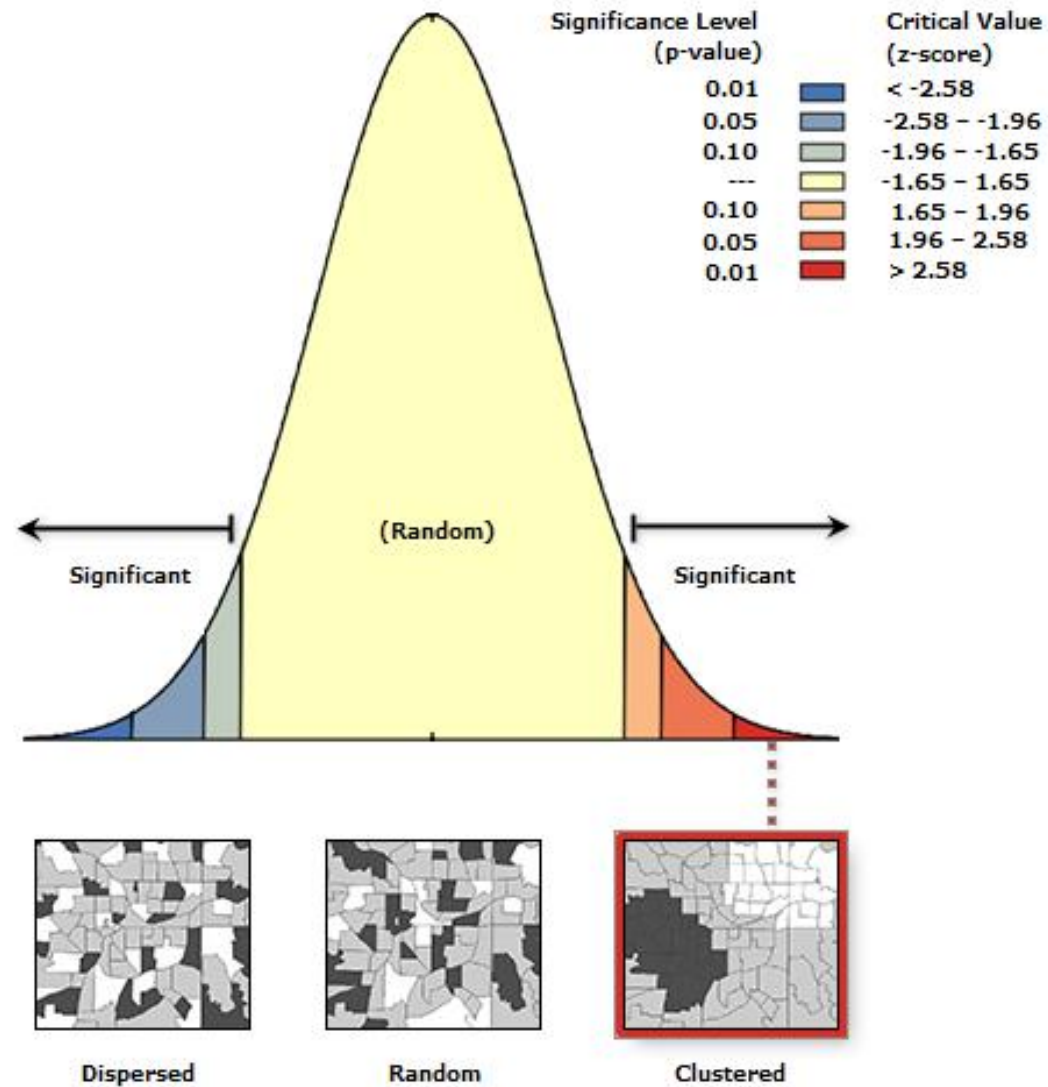 Significance Level
(p-value)
Critical Value
(z-score)
0.01 < -2.58
0.05 -2.58 – -1.96
0.10 -1.96 – -1.65
--- -1.65 – 1.65
0.10 1.65 – 1.96
0.05 1.96 – 2.58
0.01 > 2.58
(Random)
Significant
Significant
Dispersed
Random
Clustered